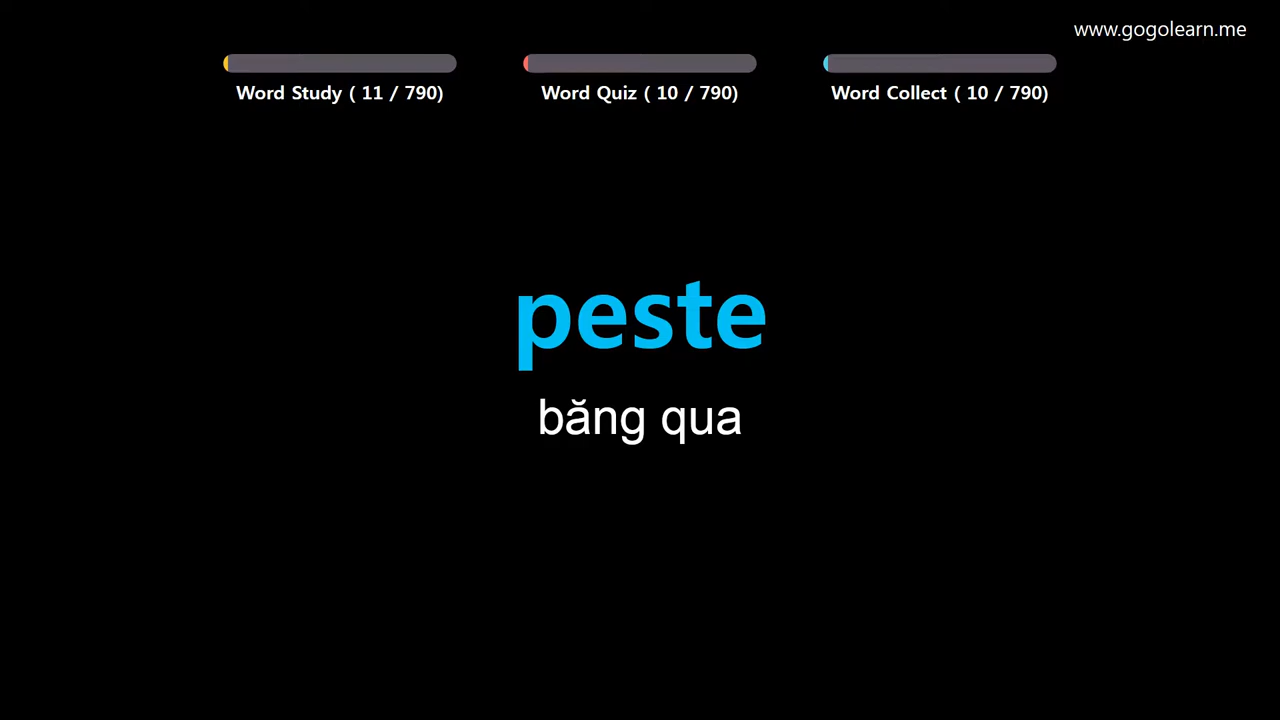 www.gogolearn.me
Word Study ( 11 / 790)
Word Quiz ( 10 / 790)
Word Collect ( 10 / 790)
peste
băng qua